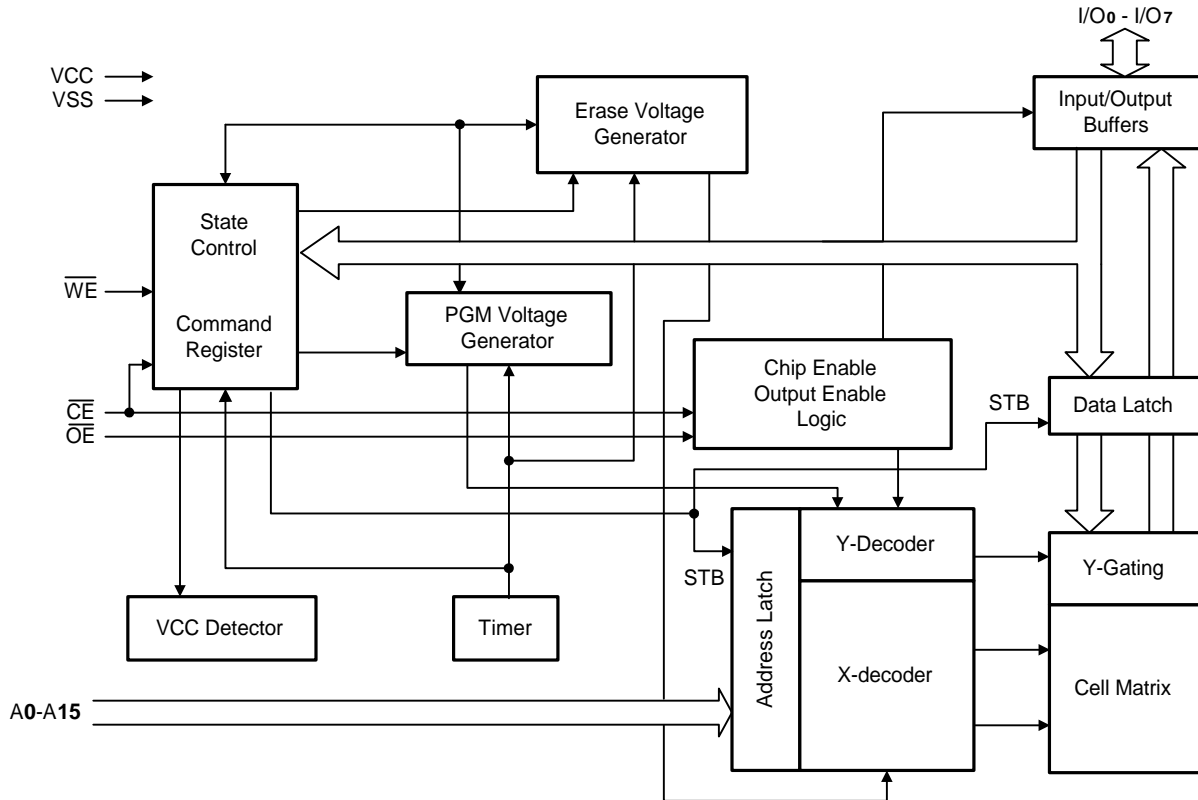 I/O0 - I/O7
VCC
VSS
Erase Voltage
Generator
Input/Output
Buffers
State
Control
WE
Command
Register
PGM Voltage
Generator
Chip Enable
Output Enable
Logic
CE
OE
STB
Data Latch
Y-Decoder
Y-Gating
STB
VCC Detector
Timer
Address Latch
X-decoder
Cell Matrix
A0-A15